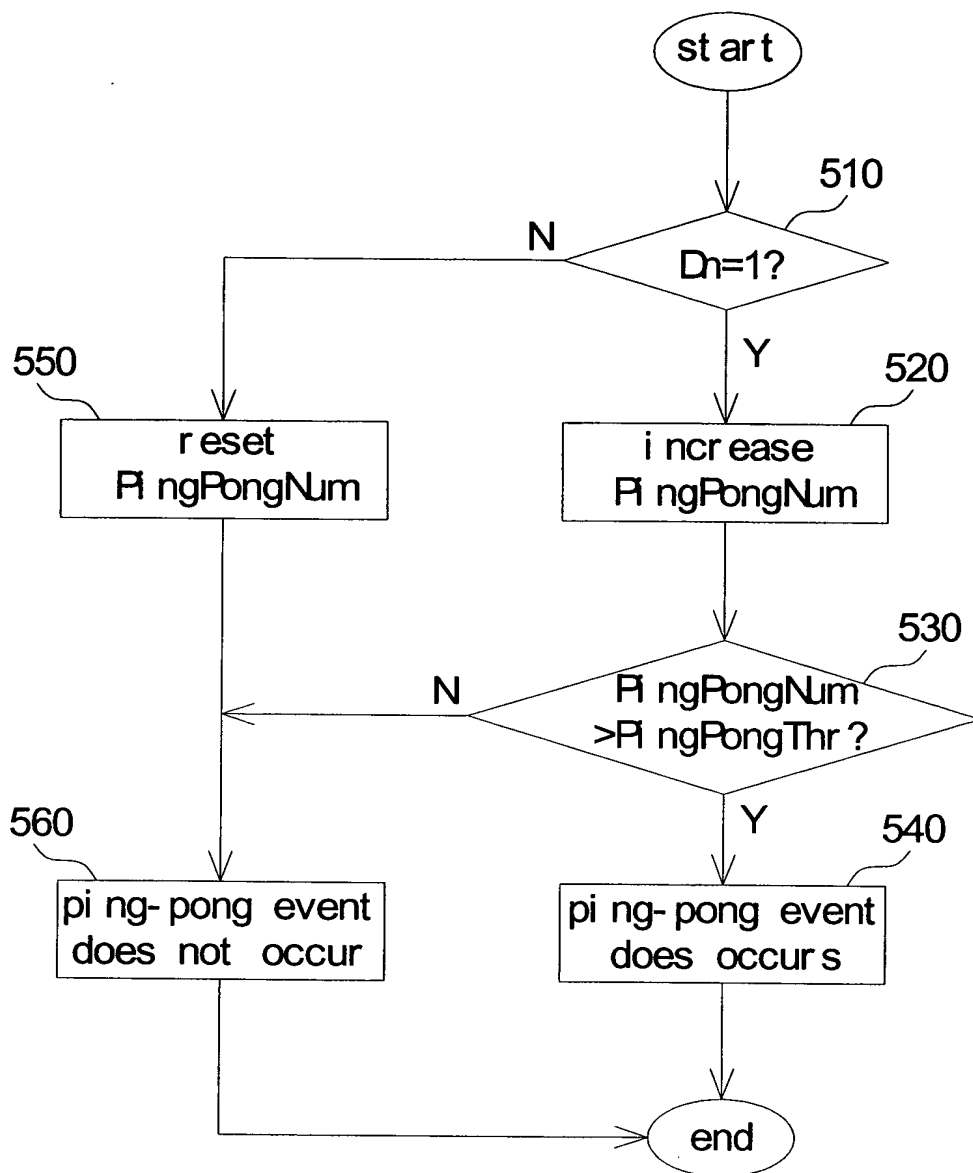 start
510
N
Dn=1?
Y
550
520
reset
PingPongNum
increase
PingPongNum
530
N
PingPongNum
>PingPongThr?
Y
560
540
ping-pong event
does not occur
ping-pong event
does occurs
end